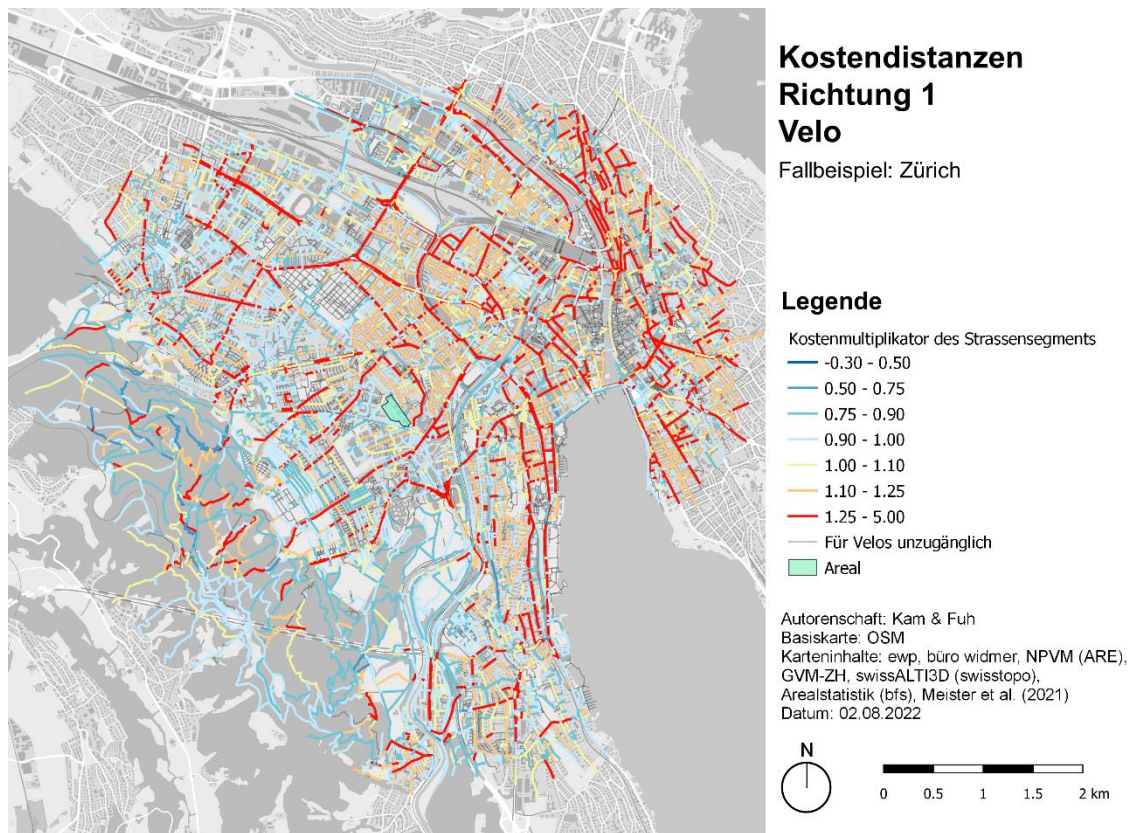 Kostendistanzen
Richtung 1
Velo
Fallbeispiel: Zürich
Legende
Kostenmultiplikator des Strassensegments
-0.30 - 0.50
0.50 - 0.75
0.75 - 0.90
0.90 - 1.00
1.00 - 1.10
1.10 - 1.25
1.25 - 5.00
Für Velos unzugänglich
Areal
Autorenschaft: Kam & Fuh
Basiskarte: OSM
Karteninhalte: ewp, büro widmer, NPVM (ARE),
GVM-ZH, swissALTI3D (swisstopo),
Arealstatistik (bfs), Meister et al. (2021)
Datum: 02.08.2022
N
0 0.5 1 1.5 2 km